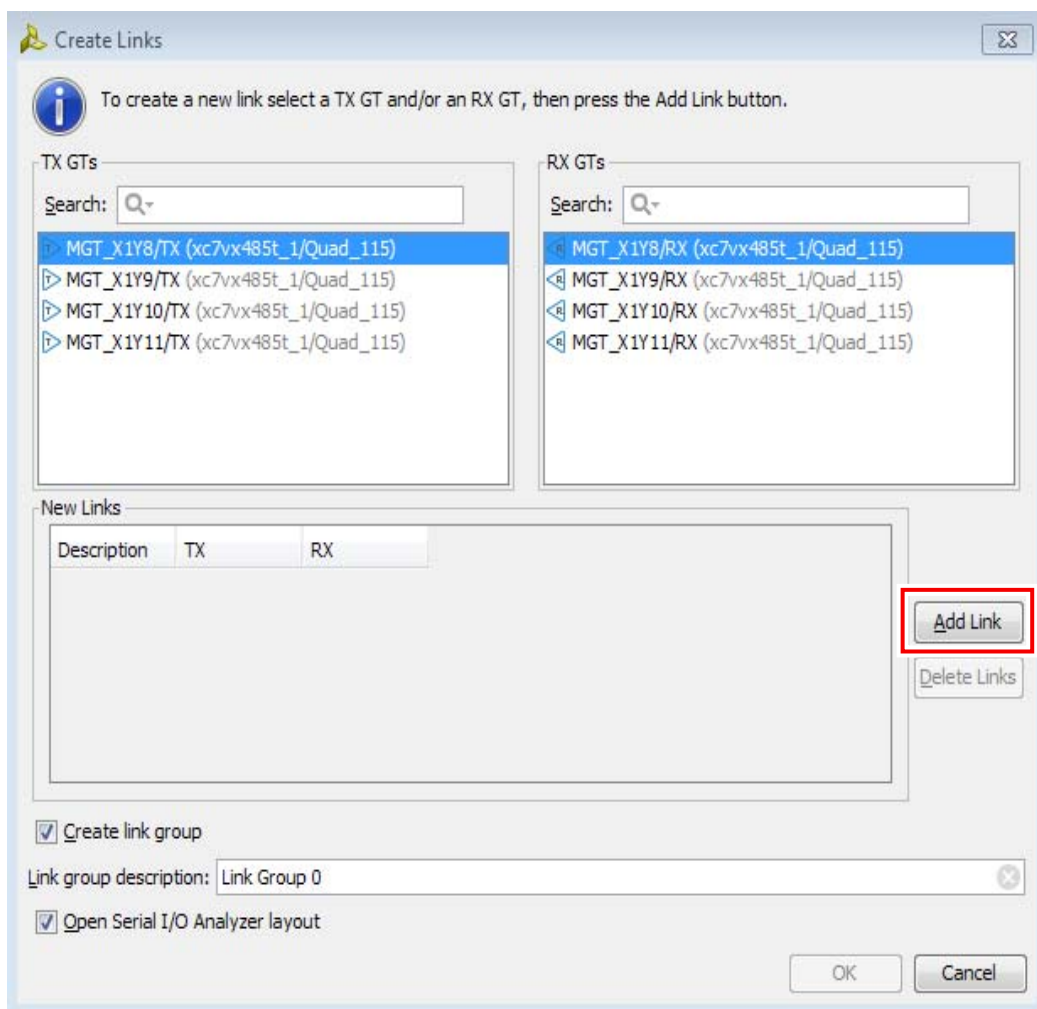 Create Links
To create a new link select a TX GT and/or an RX GT, then press the Add Link button.
TX GTs
Search:
MGT_X1Y8/TX (xc7vx485t_1/Quad_115)
MGT_X1Y9/TX (xc7vx485t_1/Quad_115)
MGT_X1Y10/TX (xc7vx485t_1/Quad_115)
MGT_X1Y11/TX (xc7vx485t_1/Quad_115)
RX GTs
Search:
MGT_X1Y8/RX (xc7vx485t_1/Quad_115)
MGT_X1Y9/RX (xc7vx485t_1/Quad_115)
MGT_X1Y10/RX (xc7vx485t_1/Quad_115)
MGT_X1Y11/RX (xc7vx485t_1/Quad_115)
New Links
Description TX RX
Add Link
Delete Links
Create link group
Link group description: Link Group 0
Open Serial I/O Analyzer layout
OK Cancel